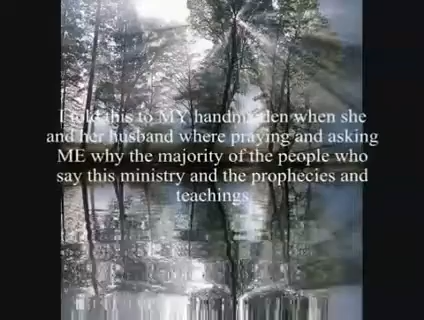 I told this to MY handmaiden when she
and her husband where praying and asking
ME why the majority of the people who
say this ministry and the prophecies and
teachings